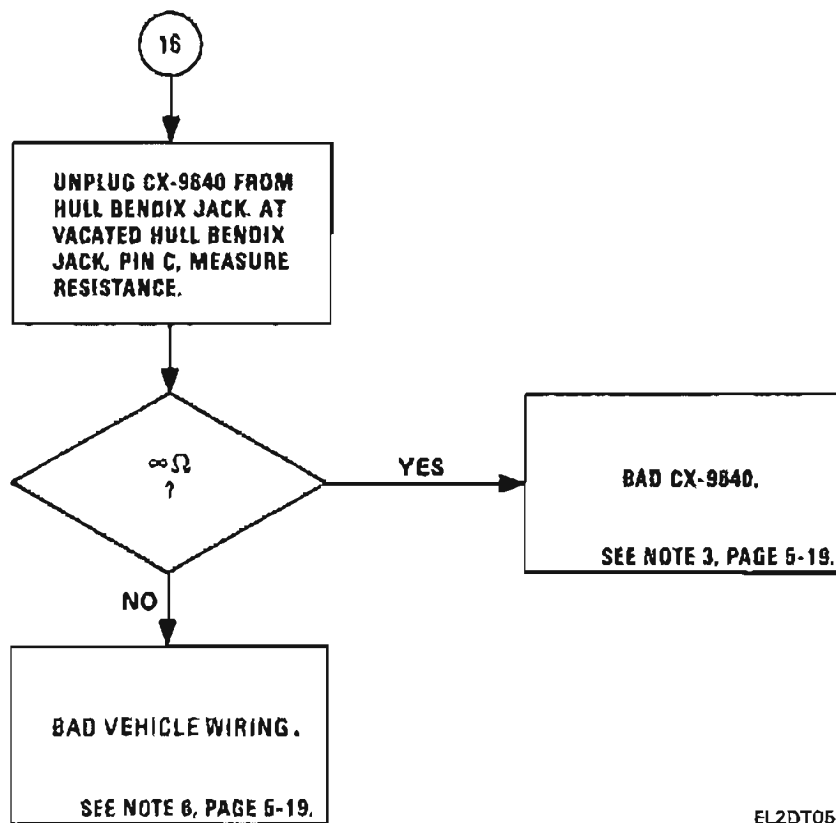 16
UNPLUG CX-9840 FROM
HULL BENDIX JACK. AT
VACATED HULL BENDIX
JACK, PIN C, MEASURE
RESISTANCE.
∞ Ω
?
YES
BAD CX-9840.
SEE NOTE 3, PAGE 5-19.
NO
BAD VEHICLE WIRING.
SEE NOTE 6, PAGE 5-19.
EL2DT05